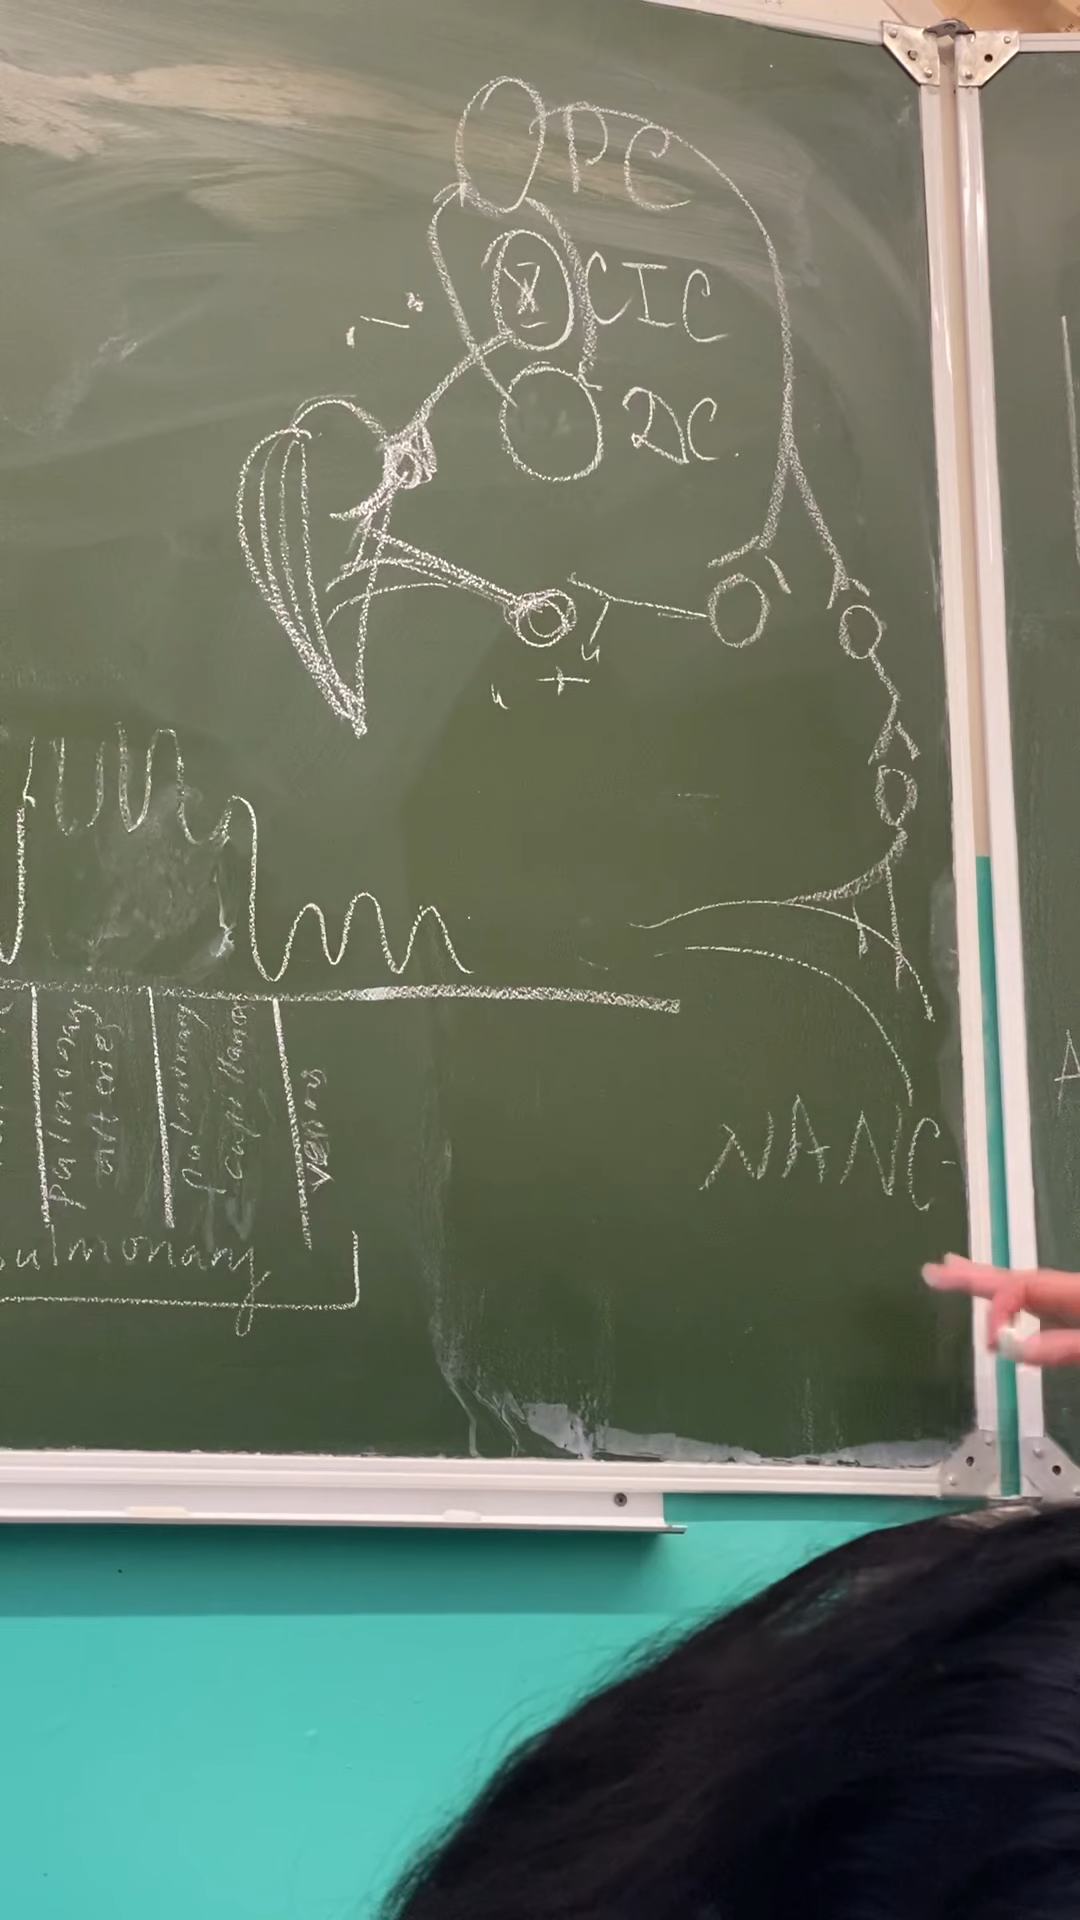 PC
X
CIC
DC.
"-"
"+"
pulmonary arteries
pulmonary capillaries
veins
pulmonary
NANC-
A